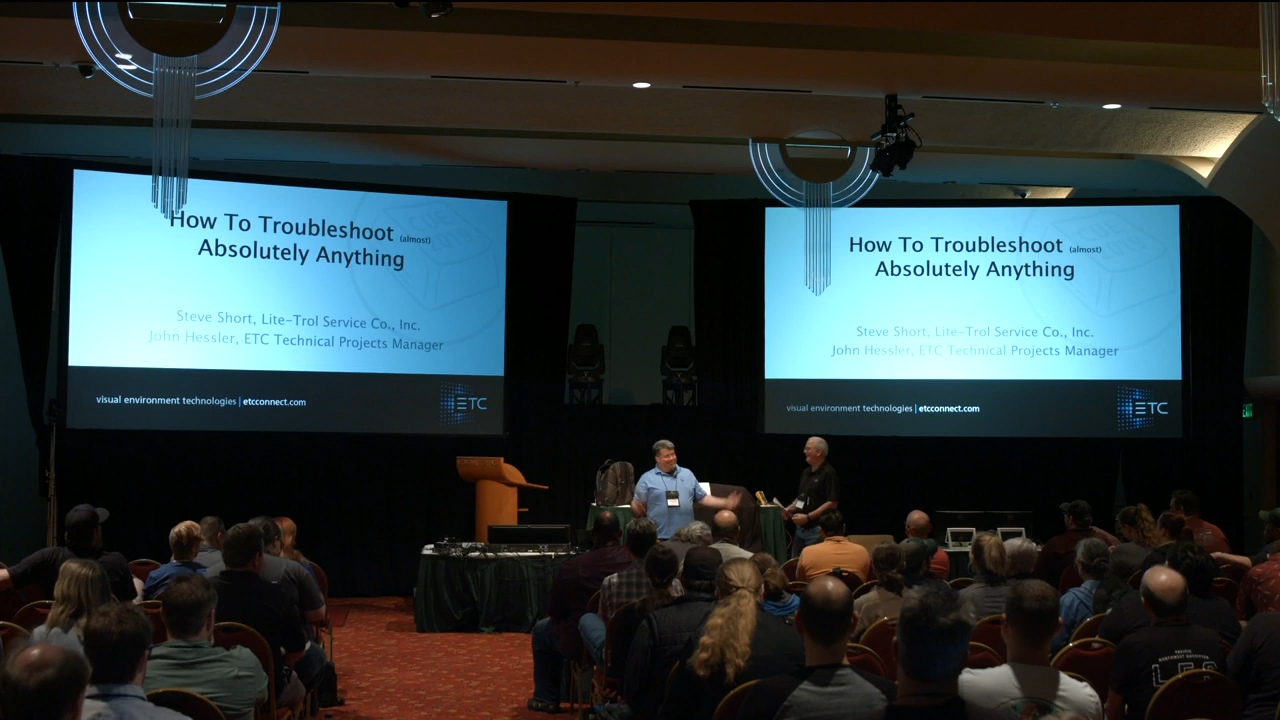 How To Troubleshoot (almost)
Absolutely Anything
Steve Short, Lite-Trol Service Co., Inc.
John Hessler, ETC Technical Projects Manager
visual environment technologies | etcconnect.com
ETC
How To Troubleshoot (almost)
Absolutely Anything
Steve Short, Lite-Trol Service Co., Inc.
John Hessler, ETC Technical Projects Manager
visual environment technologies | etcconnect.com
ETC